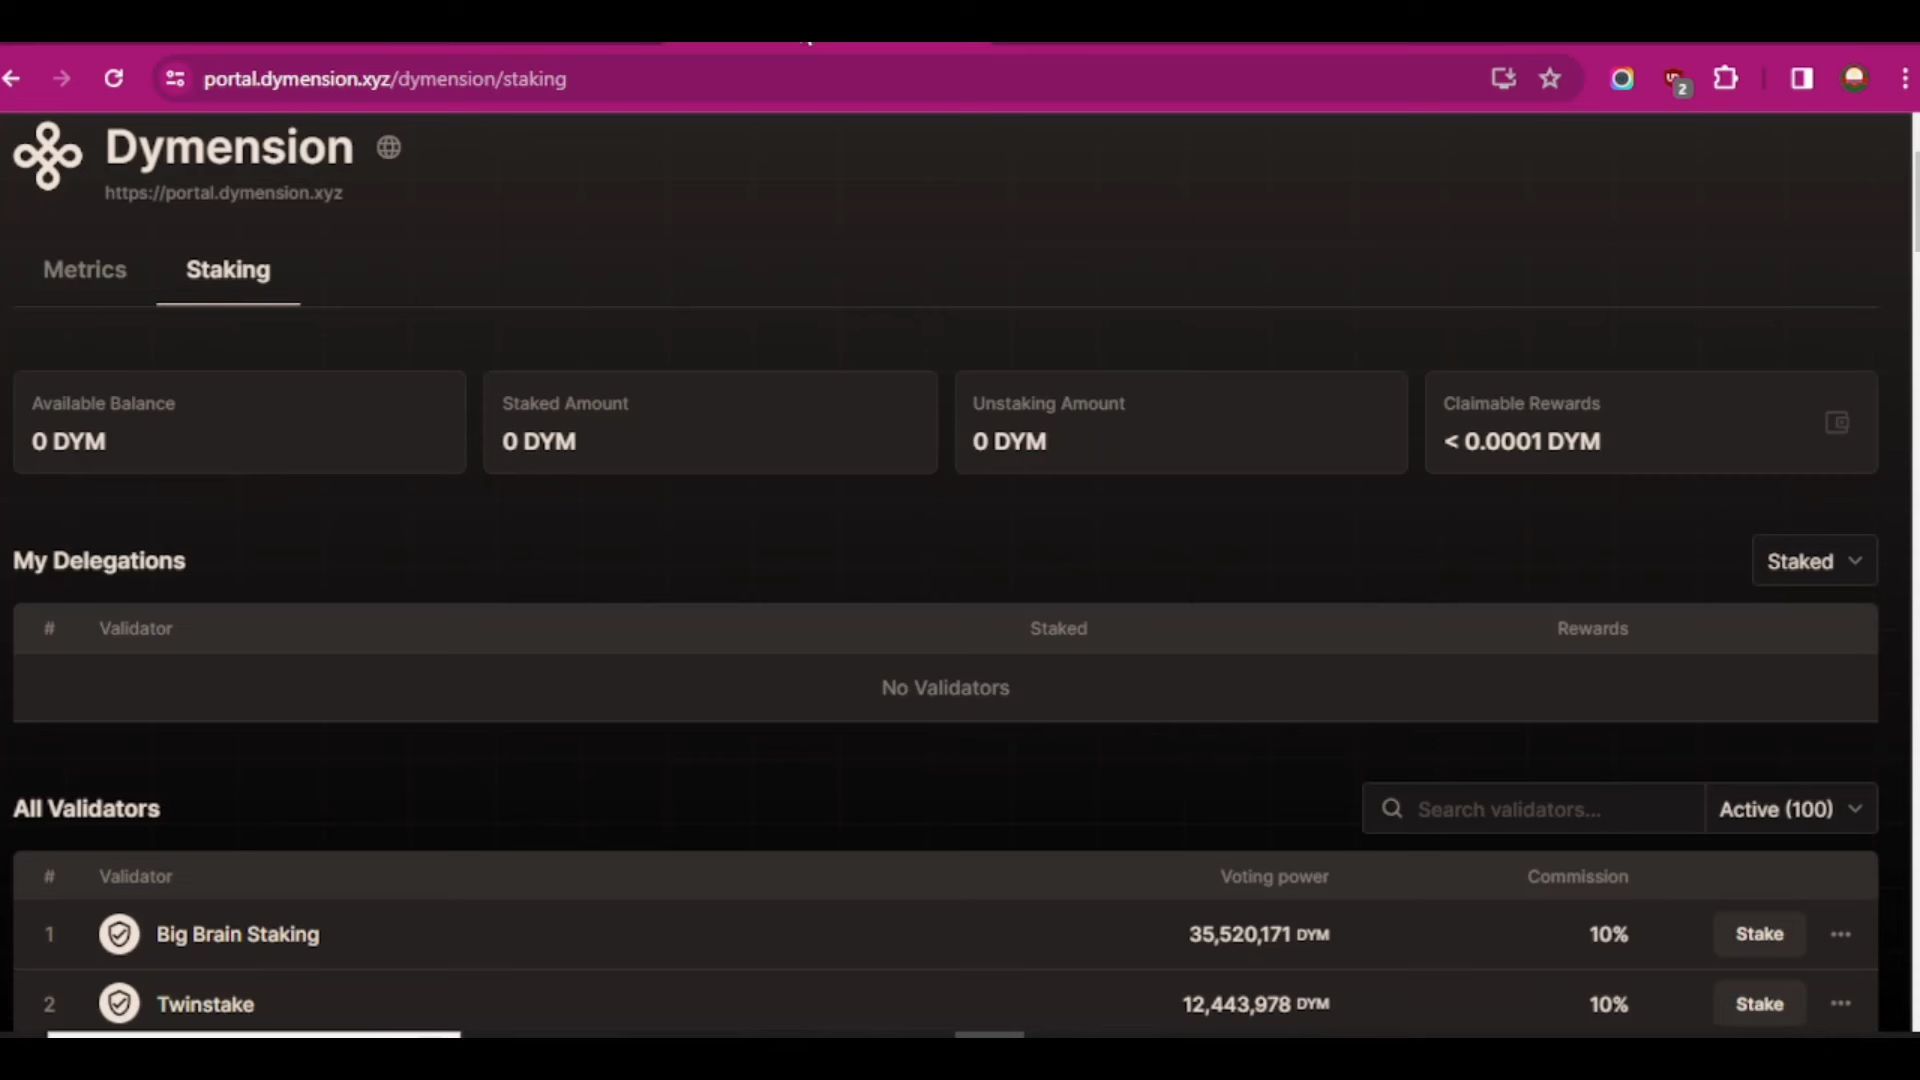 portal.dymension.xyz/dymension/staking
2
Dymension
https://portal.dymension.xyz
Metrics Staking
Available Balance Staked Amount Unstaking Amount Claimable Rewards
0 DYM 0 DYM 0 DYM < 0.0001 DYM
My Delegations Staked
# Validator Staked Rewards
No Validators
All Validators Search validators... Active (100)
# Validator Voting power Commission
1 Big Brain Staking 35,520,171 DYM 10% Stake
2 Twinstake 12,443,978 DYM 10% Stake